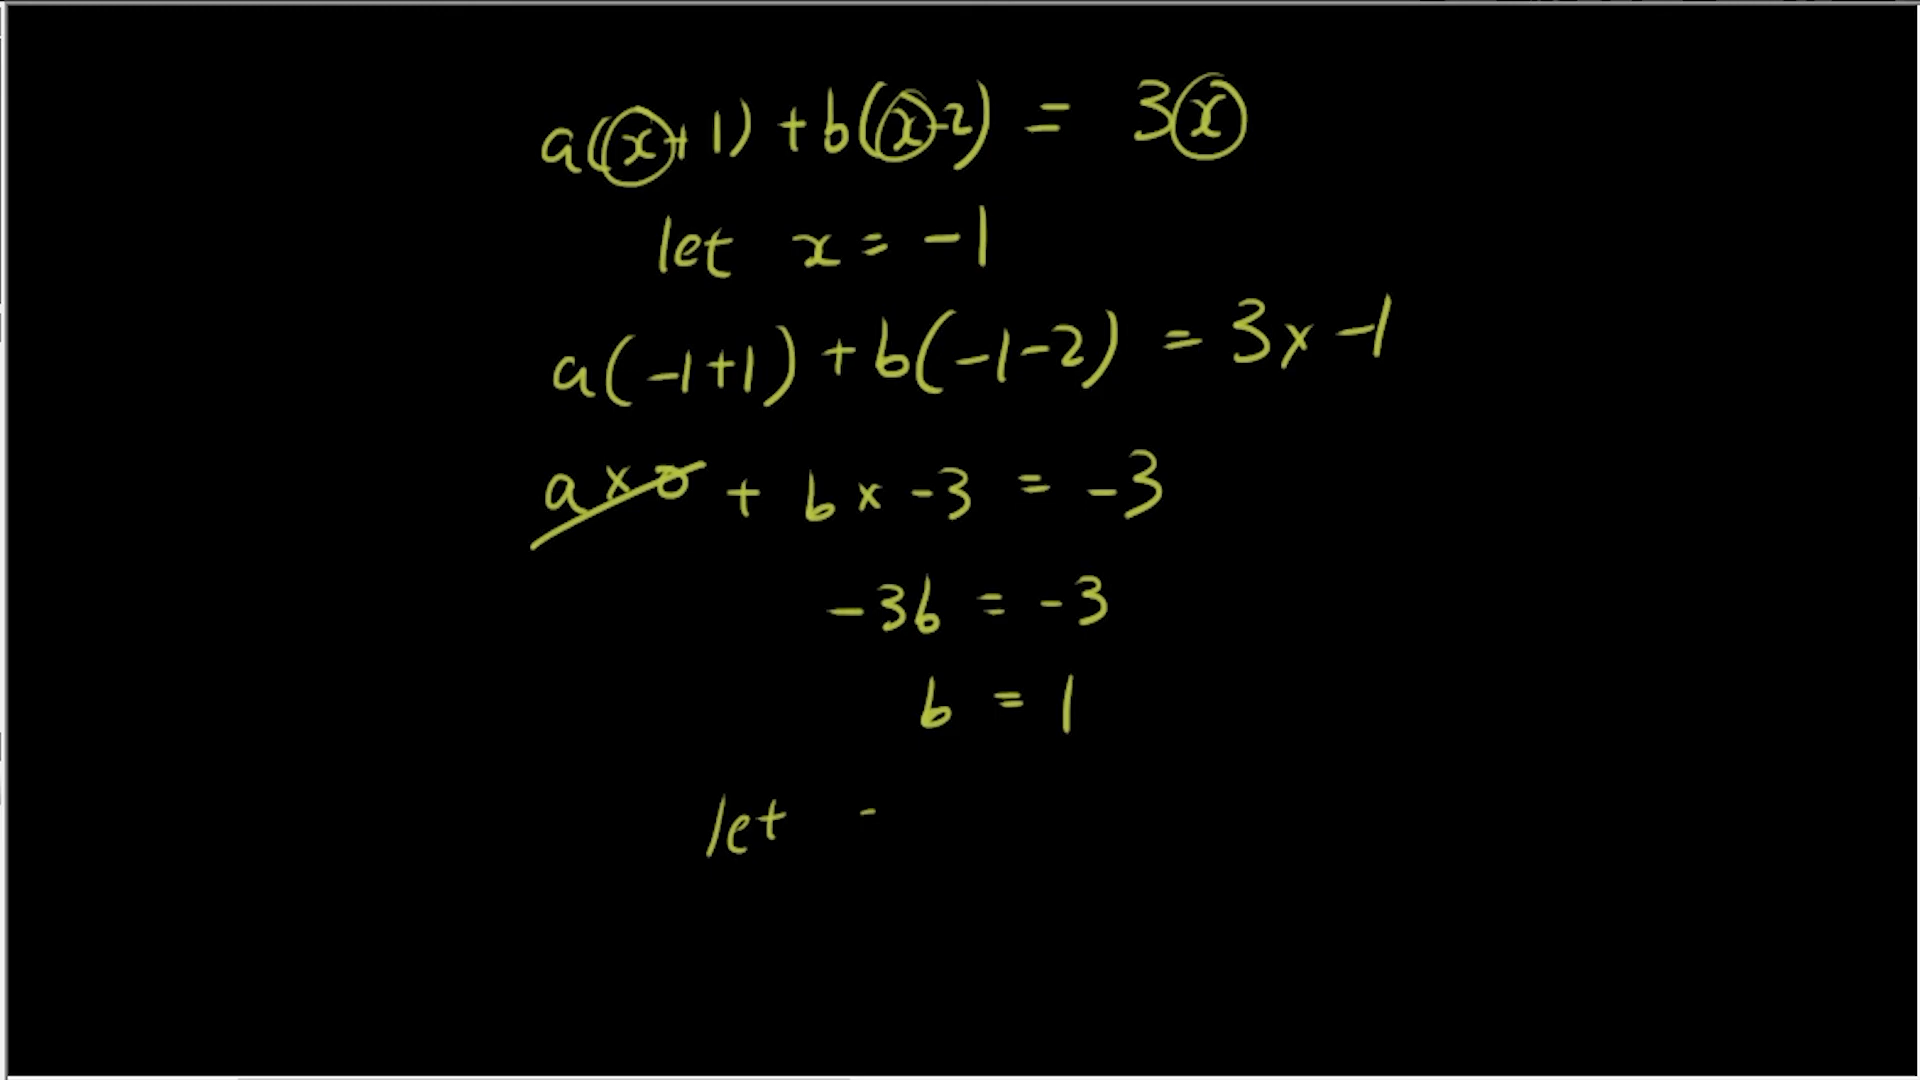 a(x+1) + b(x-2) = 3x
let x = -1
a(-1+1) + b(-1-2) = 3x -1
a x 0 + b x -3 = -3
-3b = -3
b = 1
let -